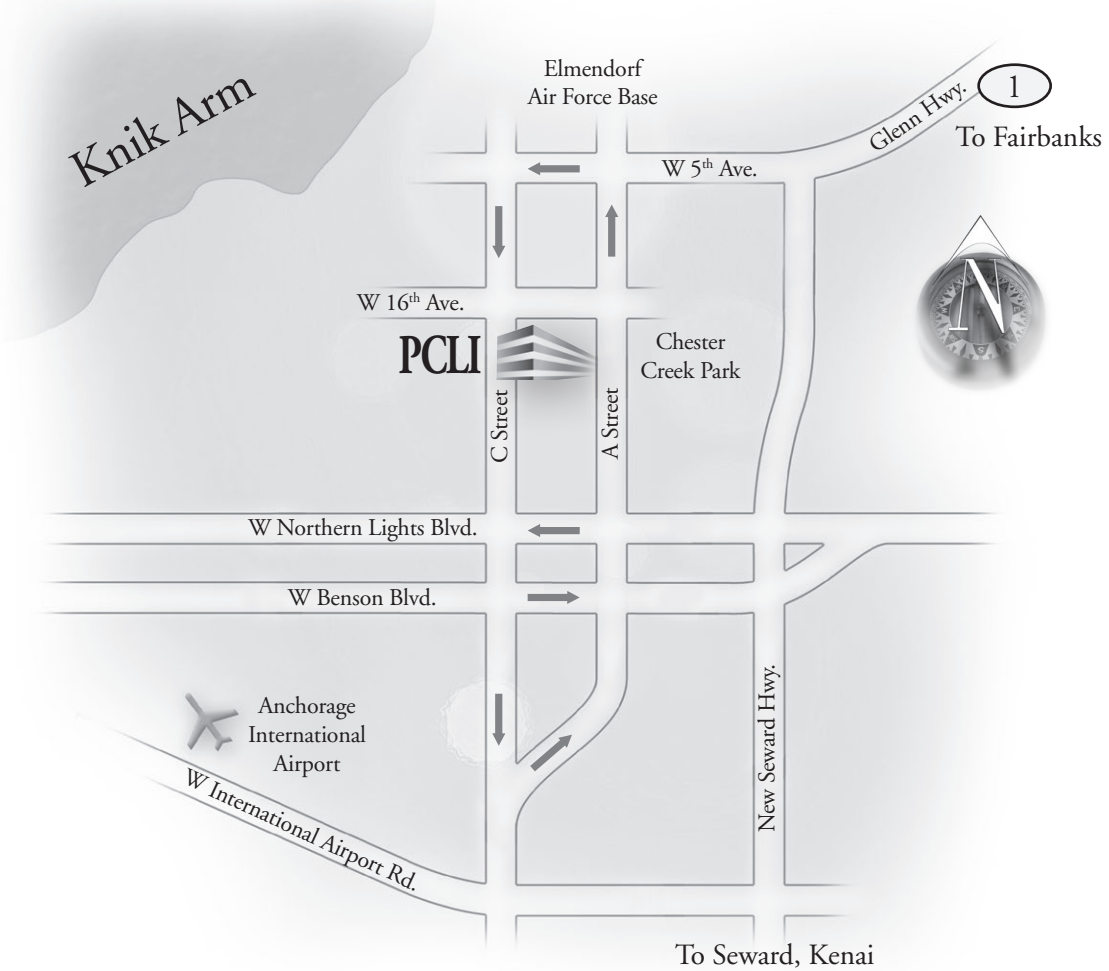 Knik Arm
Elmendorf
Air Force Base
Glenn Hwy.
1
To Fairbanks
W 5th Ave.
N
W 16th Ave.
PCLI
Chester
Creek Park
C Street
A Street
W Northern Lights Blvd.
W Benson Blvd.
Anchorage
International
Airport
W International Airport Rd.
New Seward Hwy.
To Seward, Kenai